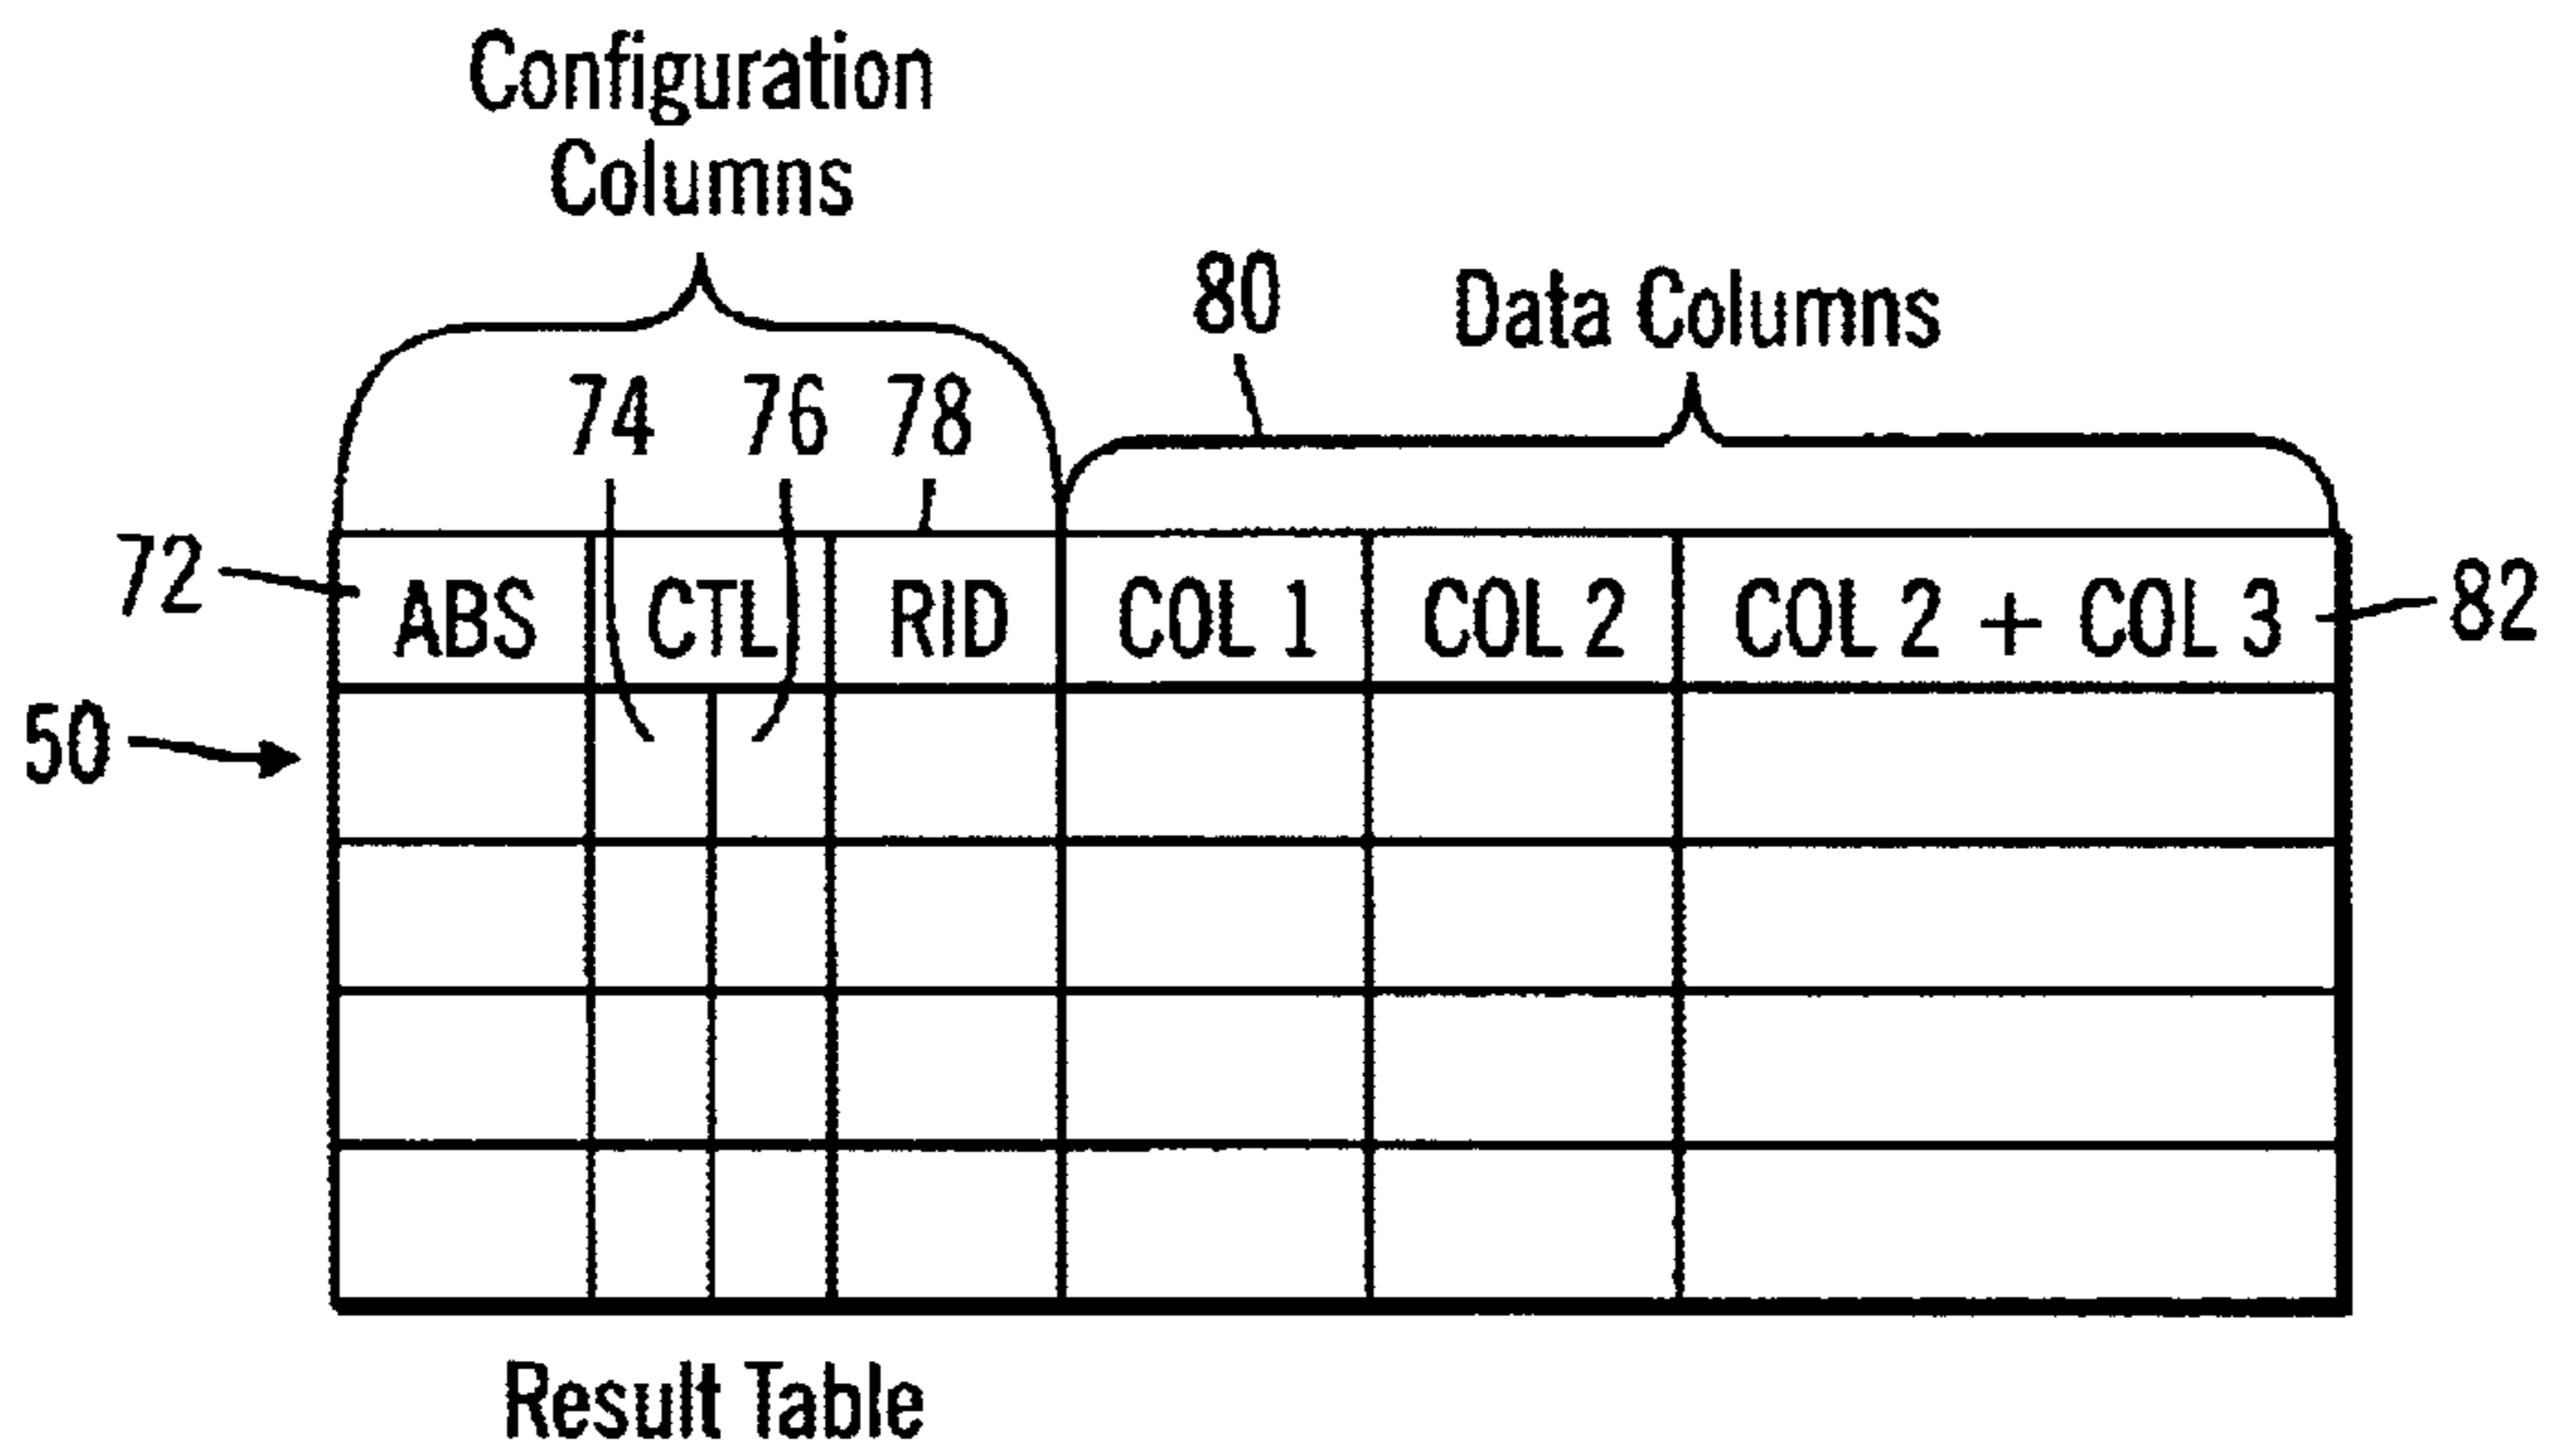 Configuration
Columns
80
Data Columns
74 76 78
72
ABS CTL RID COL 1 COL 2 COL 2 + COL 3
82
50
Result Table